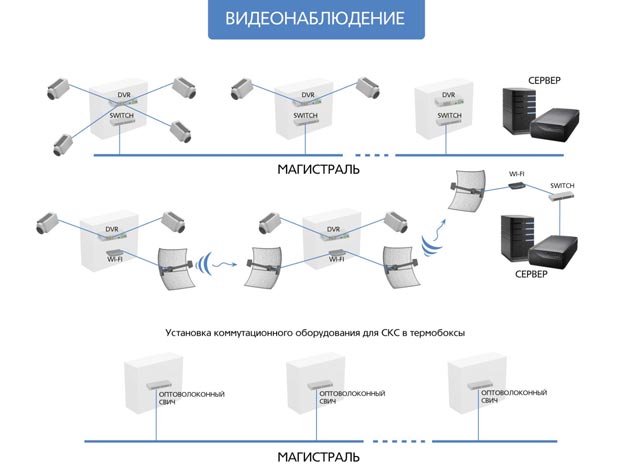 ВИДЕОНАБЛЮДЕНИЕ
СЕРВЕР
DVR
SWITCH
DVR
SWITCH
DVR
SWITCH
МАГИСТРАЛЬ
WI-FI
SWITCH
DVR
WI-FI
DVR
WI-FI
СЕРВЕР
Установка коммутационного оборудования для СКС в термобоксы
ОПТОВОЛОКОННЫЙ
СВИЧ
ОПТОВОЛОКОННЫЙ
СВИЧ
ОПТОВОЛОКОННЫЙ
СВИЧ
МАГИСТРАЛЬ